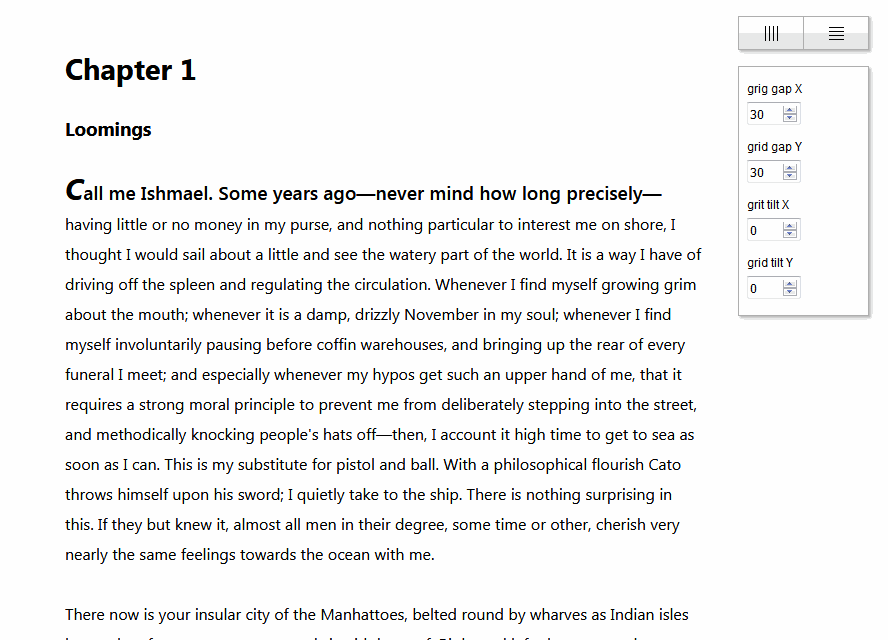 Chapter 1
Loomings
Call me Ishmael. Some years ago—never mind how long precisely—
having little or no money in my purse, and nothing particular to interest me on shore, I
thought I would sail about a little and see the watery part of the world. It is a way I have of
driving off the spleen and regulating the circulation. Whenever I find myself growing grim
about the mouth; whenever it is a damp, drizzly November in my soul; whenever I find
myself involuntarily pausing before coffin warehouses, and bringing up the rear of every
funeral I meet; and especially whenever my hypos get such an upper hand of me, that it
requires a strong moral principle to prevent me from deliberately stepping into the street,
and methodically knocking people's hats off—then, I account it high time to get to sea as
soon as I can. This is my substitute for pistol and ball. With a philosophical flourish Cato
throws himself upon his sword; I quietly take to the ship. There is nothing surprising in
this. If they but knew it, almost all men in their degree, some time or other, cherish very
nearly the same feelings towards the ocean with me.
There now is your insular city of the Manhattoes, belted round by wharves as Indian isles
grig gap X
30
grid gap Y
30
grit tilt X
0
grid tilt Y
0